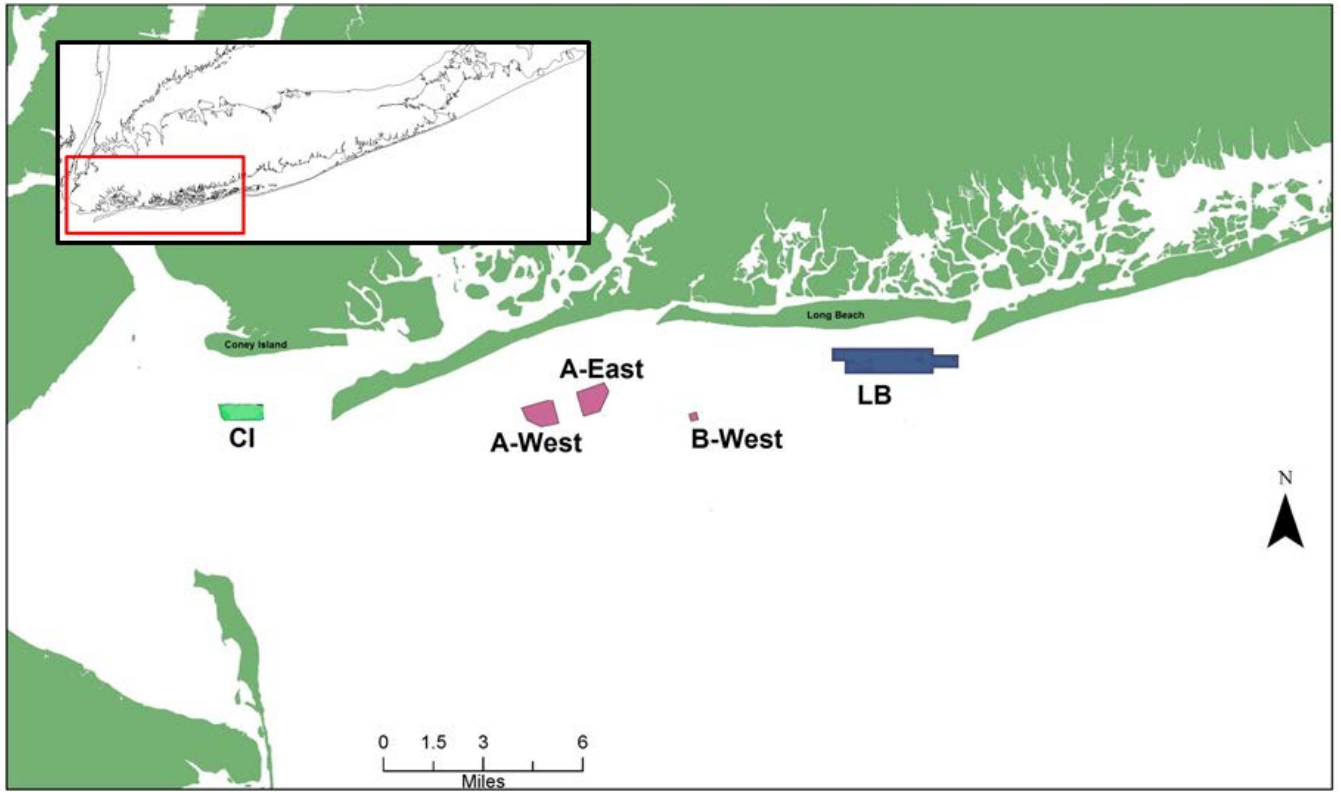 Long Beach
Coney Island
A-East
LB
CI
A-West
B-West
N
0 1.5 3 6
Miles